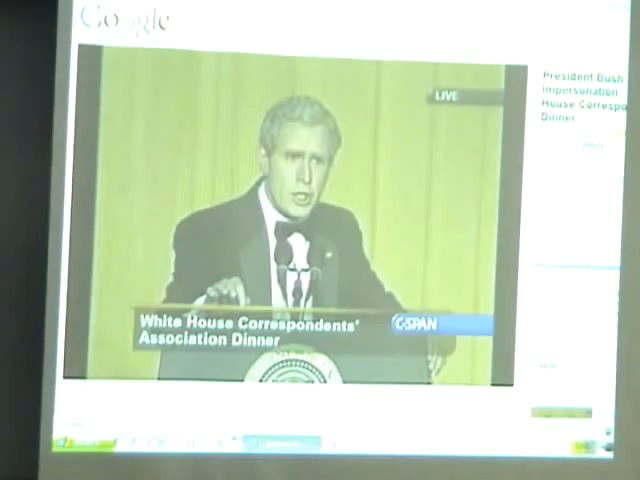 Google
LIVE
President Bush
Impersonation
House Correspo
Dinner
White House Correspondents'
Association Dinner
C-SPAN